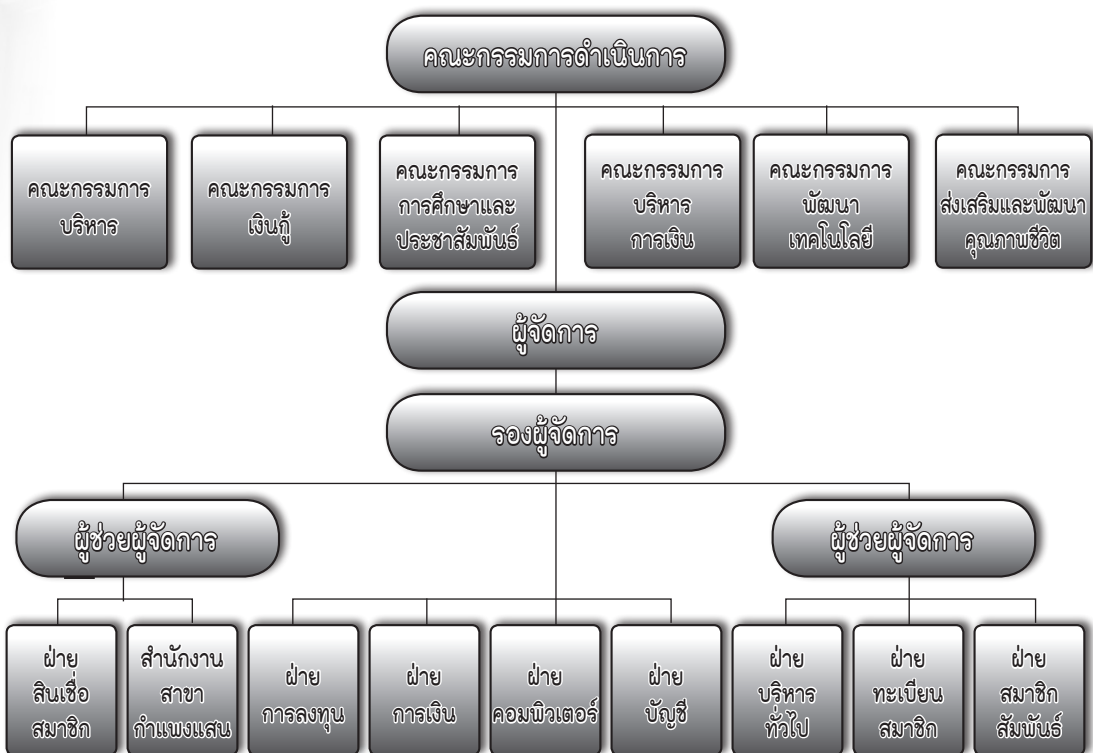 คณะกรรมการดำเนินการ
คณะกรรมการ
บริหาร
คณะกรรมการ
เงินกู้
คณะกรรมการ
การศึกษาและ
ประชาสัมพันธ์
คณะกรรมการ
บริหาร
การเงิน
คณะกรรมการ
พัฒนา
เทคโนโลยี
คณะกรรมการ
ส่งเสริมและพัฒนา
คุณภาพชีวิต
ผู้จัดการ
รองผู้จัดการ
ผู้ช่วยผู้จัดการ
ผู้ช่วยผู้จัดการ
ฝ่าย
สินเชื่อ
สมาชิก
สำนักงาน
สาขา
กำแพงแสน
ฝ่าย
การลงทุน
ฝ่าย
การเงิน
ฝ่าย
คอมพิวเตอร์
ฝ่าย
บัญชี
ฝ่าย
บริหาร
ทั่วไป
ฝ่าย
ทะเบียน
สมาชิก
ฝ่าย
สมาชิก
สัมพันธ์